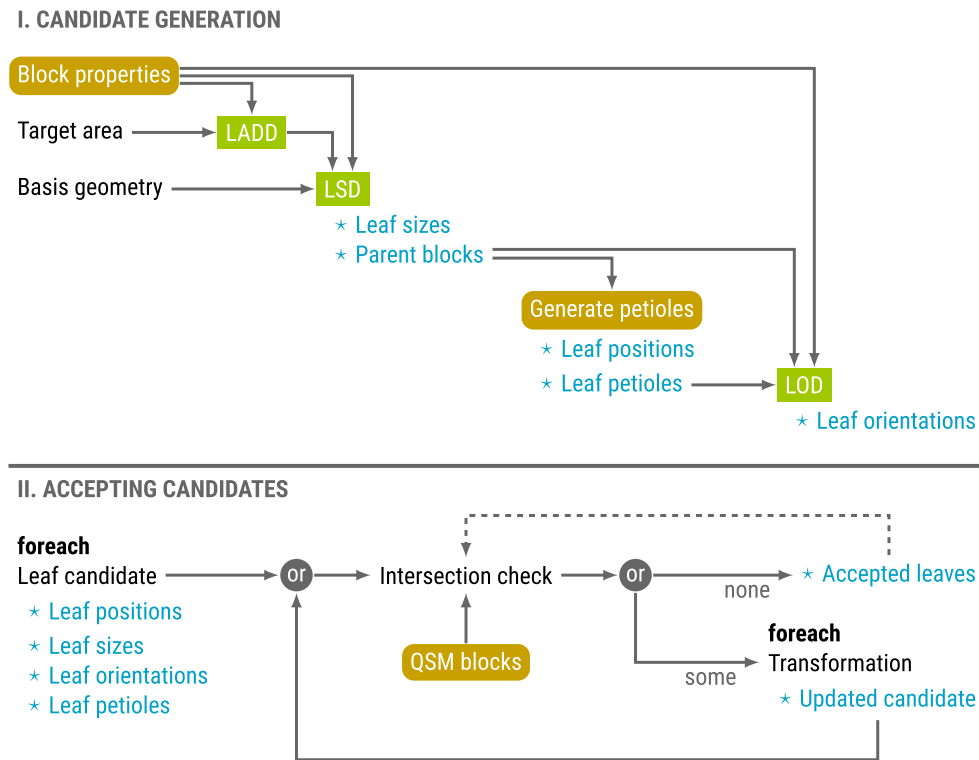 I. CANDIDATE GENERATION
Block properties
Target area
LADD
Basis geometry
LSD
⋆ Leaf sizes
⋆ Parent blocks
Generate petioles
⋆ Leaf positions
⋆ Leaf petioles
LOD
⋆ Leaf orientations
II. ACCEPTING CANDIDATES
foreach
Leaf candidate
or
Intersection check
or
none
⋆ Accepted leaves
⋆ Leaf positions
⋆ Leaf sizes
⋆ Leaf orientations
⋆ Leaf petioles
QSM blocks
some
foreach
Transformation
⋆ Updated candidate